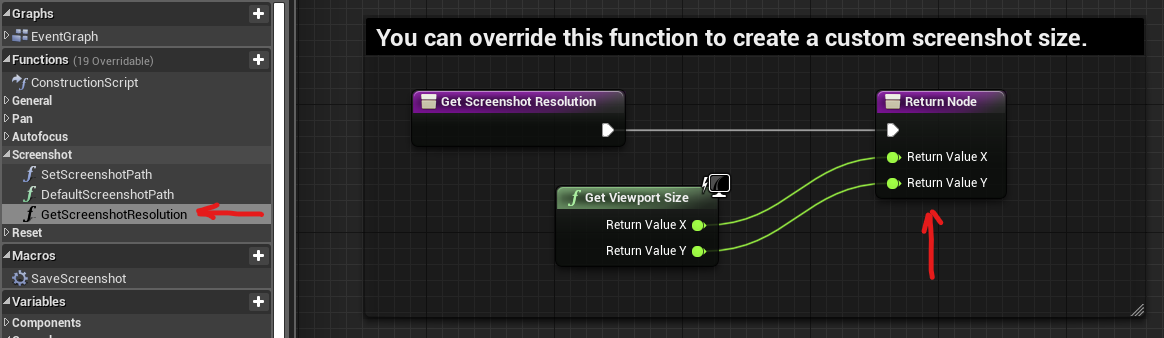 Graphs
EventGraph
Functions (19 Overridable)
ConstructionScript
General
Pan
Autofocus
Screenshot
SetScreenshotPath
DefaultScreenshotPath
GetScreenshotResolution
Reset
Macros
SaveScreenshot
Variables
Components
You can override this function to create a custom screenshot size.
Get Screenshot Resolution
Return Node
Return Value X
Return Value Y
Get Viewport Size
Return Value X
Return Value Y